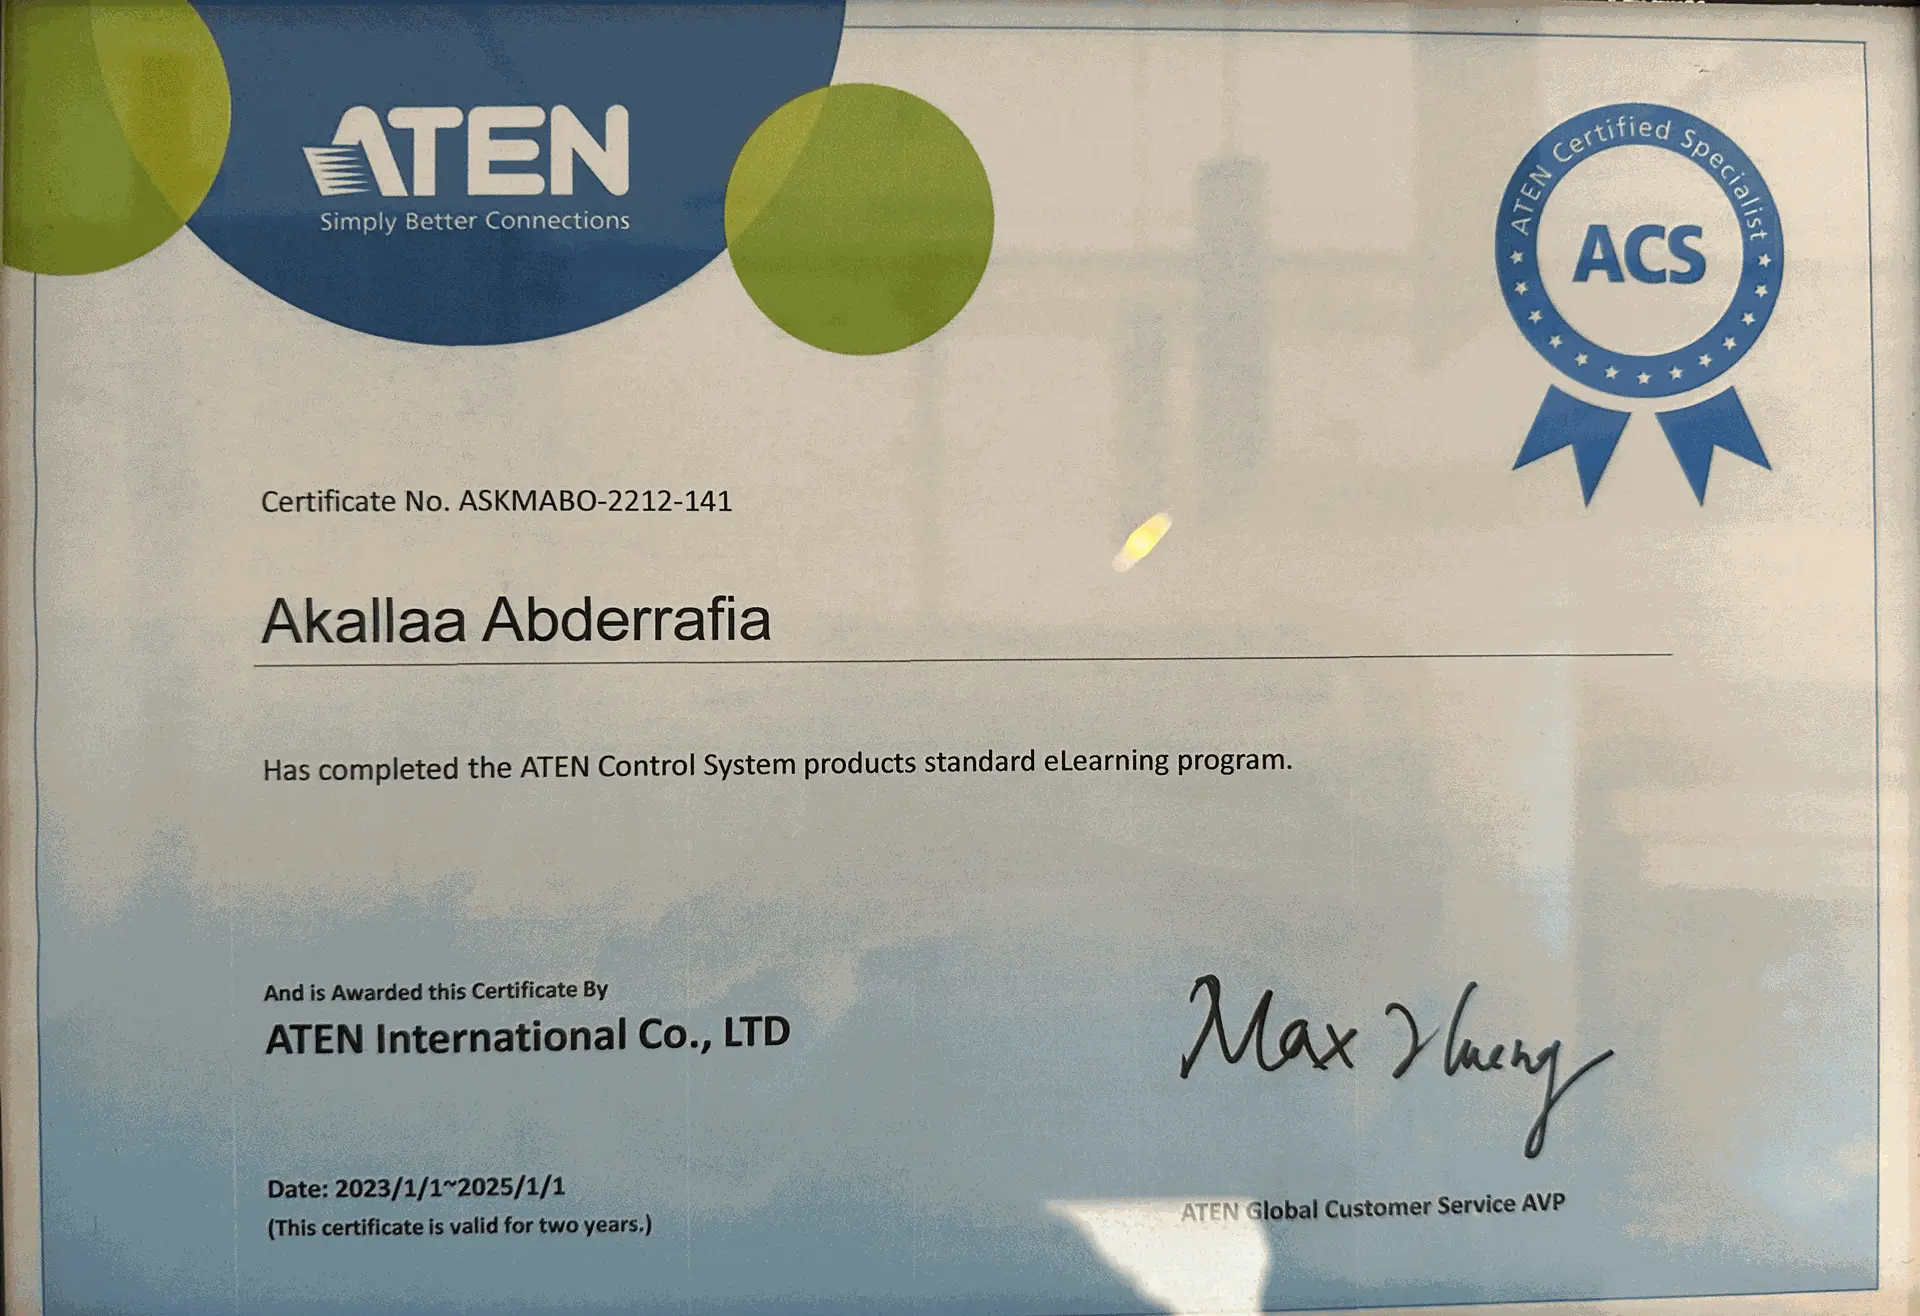 ATEN
Simply Better Connections
ATEN Certified Specialist
ACS
Certificate No. ASKMABO-2212-141
Akallaa Abderrafia
Has completed the ATEN Control System products standard eLearning program.
And is Awarded this Certificate By
ATEN International Co., LTD
Max Hueng
Date: 2023/1/1~2025/1/1
(This certificate is valid for two years.)
ATEN Global Customer Service AVP